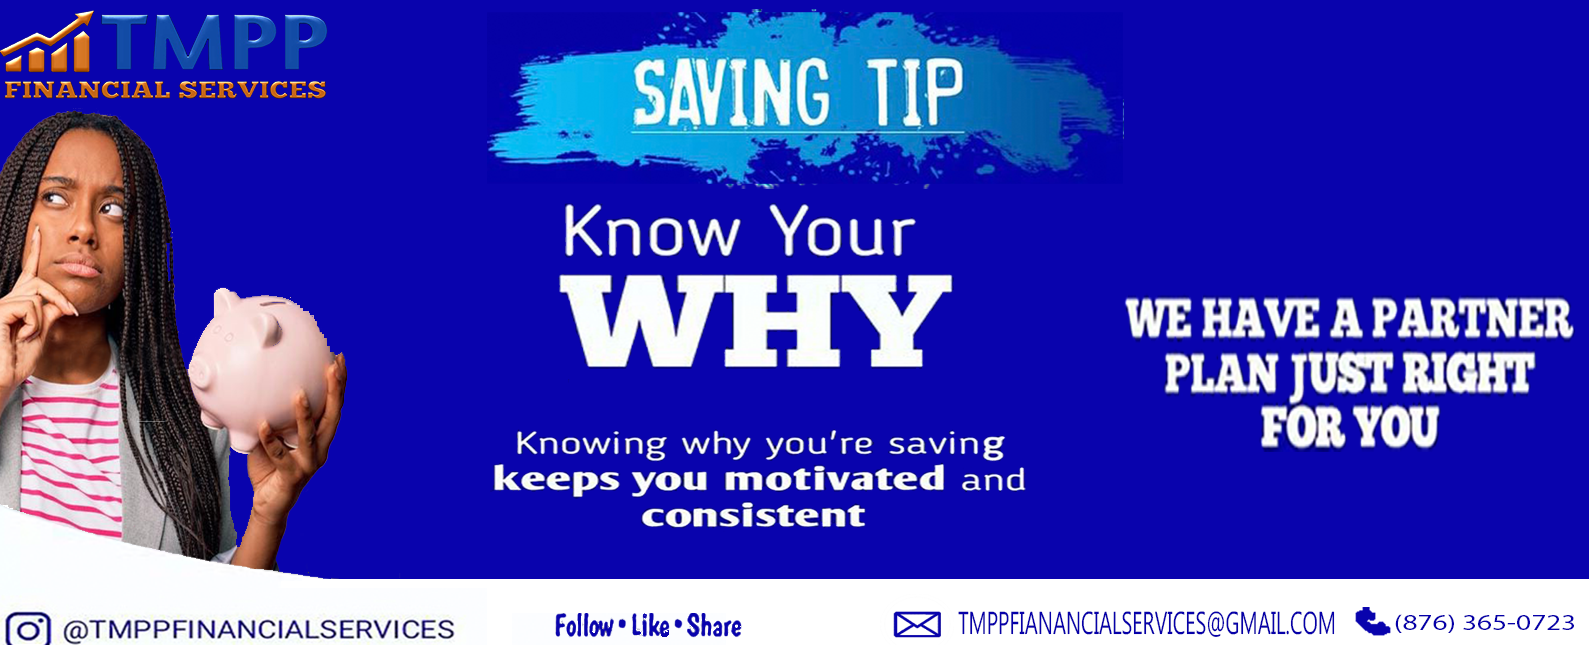 TMPP
FINANCIAL SERVICES
SAVING TIP
Know Your
WHY
Knowing why you're saving
keeps you motivated and
consistent
WE HAVE A PARTNER
PLAN JUST RIGHT
FOR YOU
@TMPPFINANCIALSERVICES
Follow • Like • Share
TMPPFIANANCIALSERVICES@GMAIL.COM
(876) 365-0723